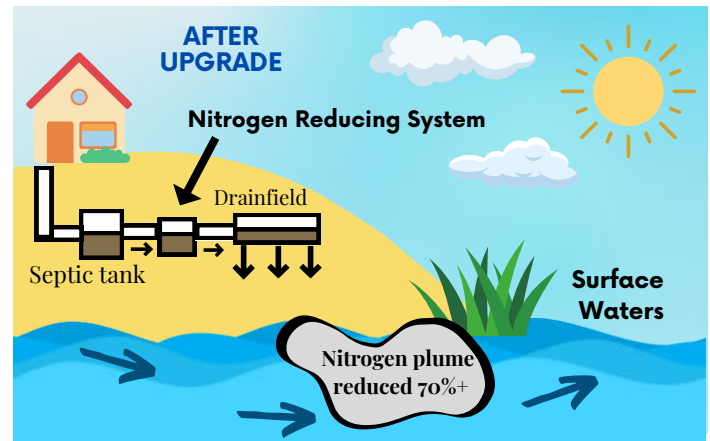 AFTER
UPGRADE
Nitrogen Reducing System
Drainfield
Septic tank
Surface
Waters
Nitrogen plume
reduced 70%+